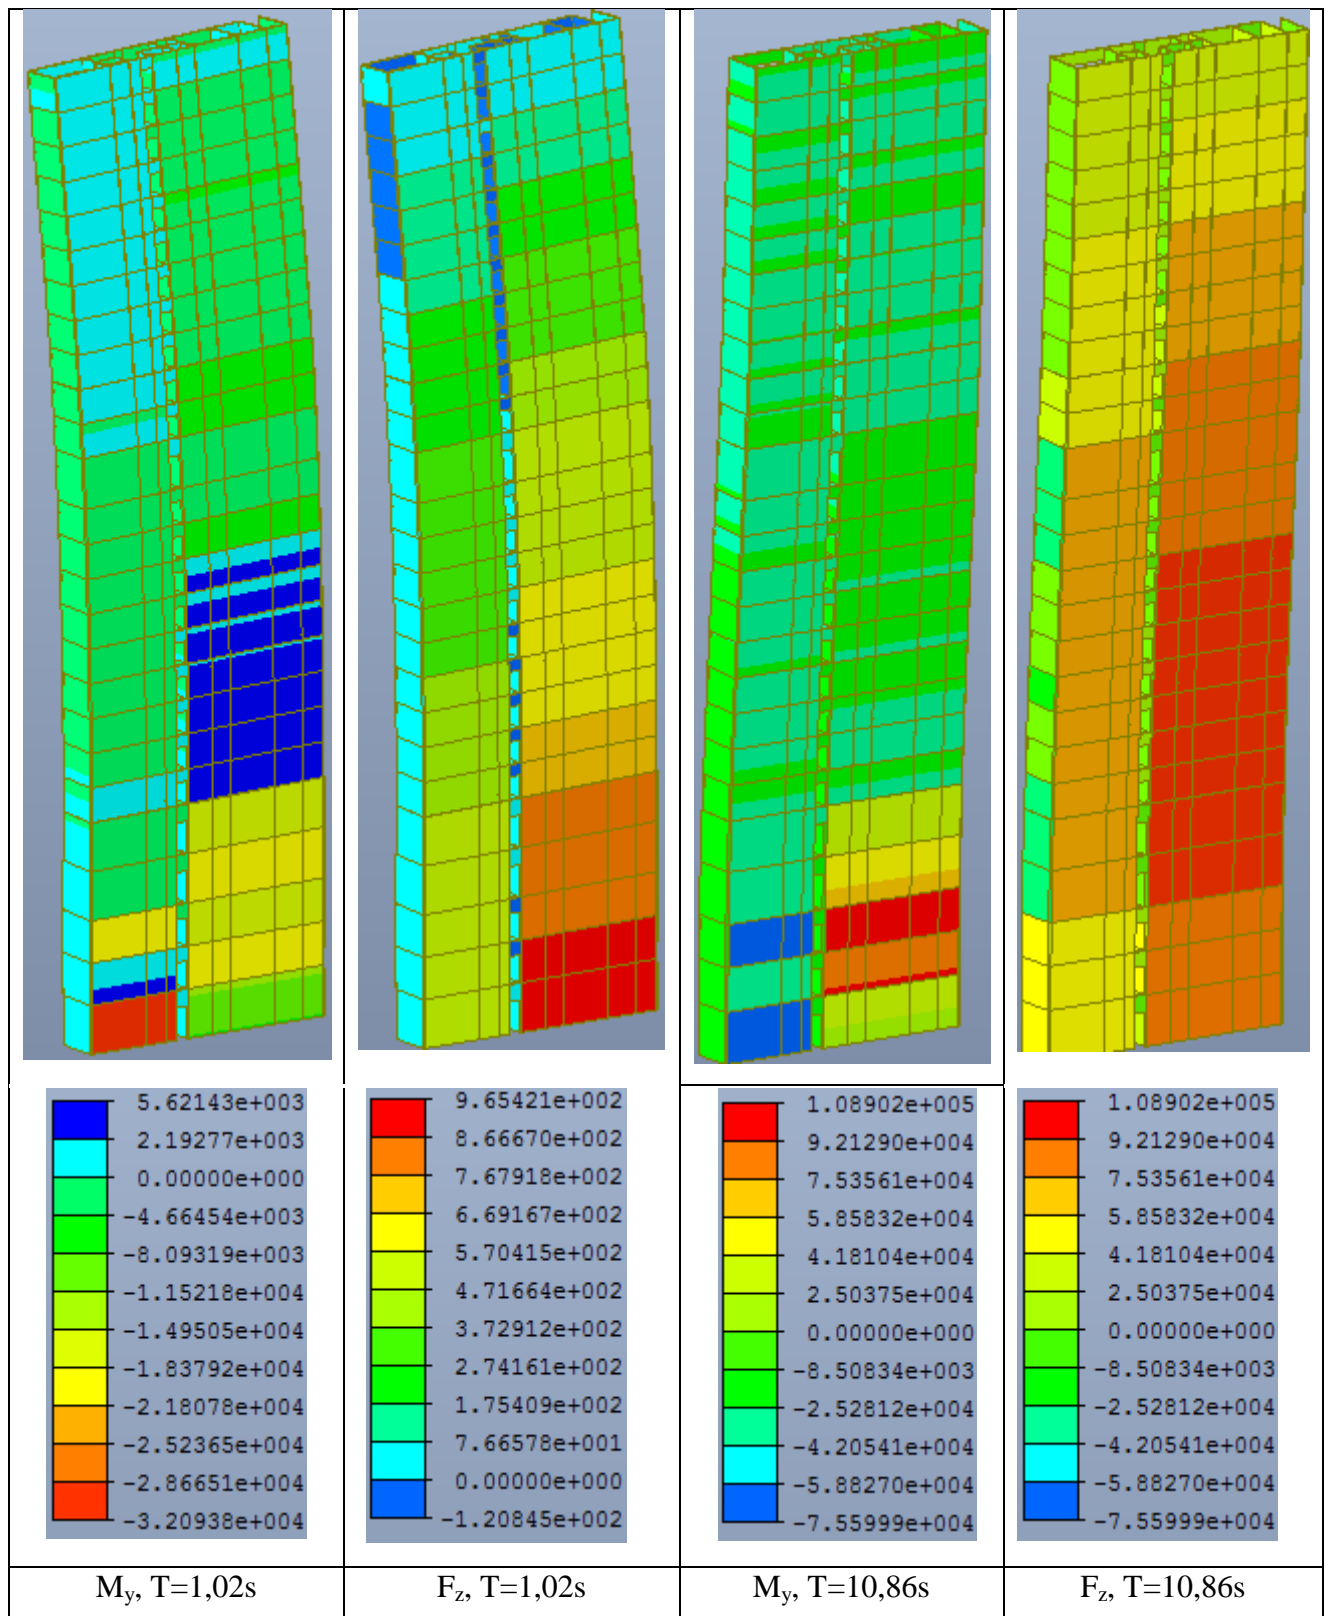 5.62143e+003
2.19277e+003
0.00000e+000
-4.66454e+003
-8.09319e+003
-1.15218e+004
-1.49505e+004
-1.83792e+004
-2.18078e+004
-2.52365e+004
-2.86651e+004
-3.20938e+004
9.65421e+002
8.66670e+002
7.67918e+002
6.69167e+002
5.70415e+002
4.71664e+002
3.72912e+002
2.74161e+002
1.75409e+002
7.66578e+001
0.00000e+000
-1.20845e+002
1.08902e+005
9.21290e+004
7.53561e+004
5.85832e+004
4.18104e+004
2.50375e+004
0.00000e+000
-8.50834e+003
-2.52812e+004
-4.20541e+004
-5.88270e+004
-7.55999e+004
1.08902e+005
9.21290e+004
7.53561e+004
5.85832e+004
4.18104e+004
2.50375e+004
0.00000e+000
-8.50834e+003
-2.52812e+004
-4.20541e+004
-5.88270e+004
-7.55999e+004
My, T=1,02s
Fz, T=1,02s
My, T=10,86s
Fz, T=10,86s